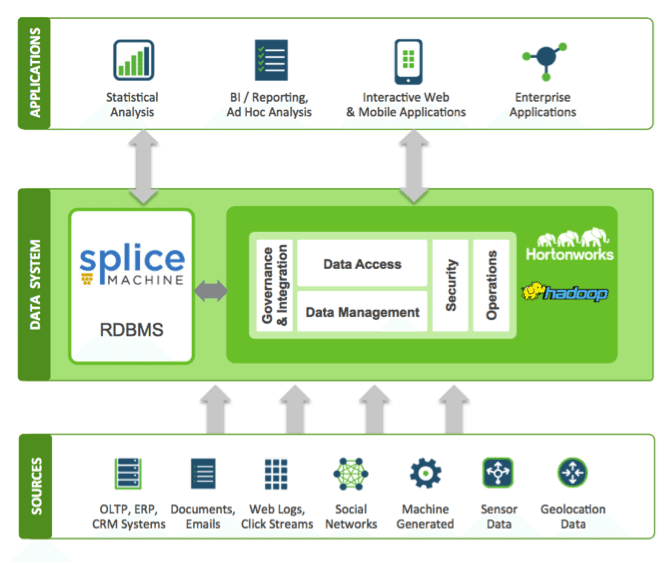 APPLICATIONS
Statistical
Analysis
BI / Reporting,
Ad Hoc Analysis
Interactive Web
& Mobile Applications
Enterprise
Applications
DATA SYSTEM
splice
MACHINE
RDBMS
Governance
& Integration
Data Access
Data Management
Security
Operations
Hortonworks
hadoop
SOURCES
OLTP, ERP,
CRM Systems
Documents,
Emails
Web Logs,
Click Streams
Social
Networks
Machine
Generated
Sensor
Data
Geolocation
Data